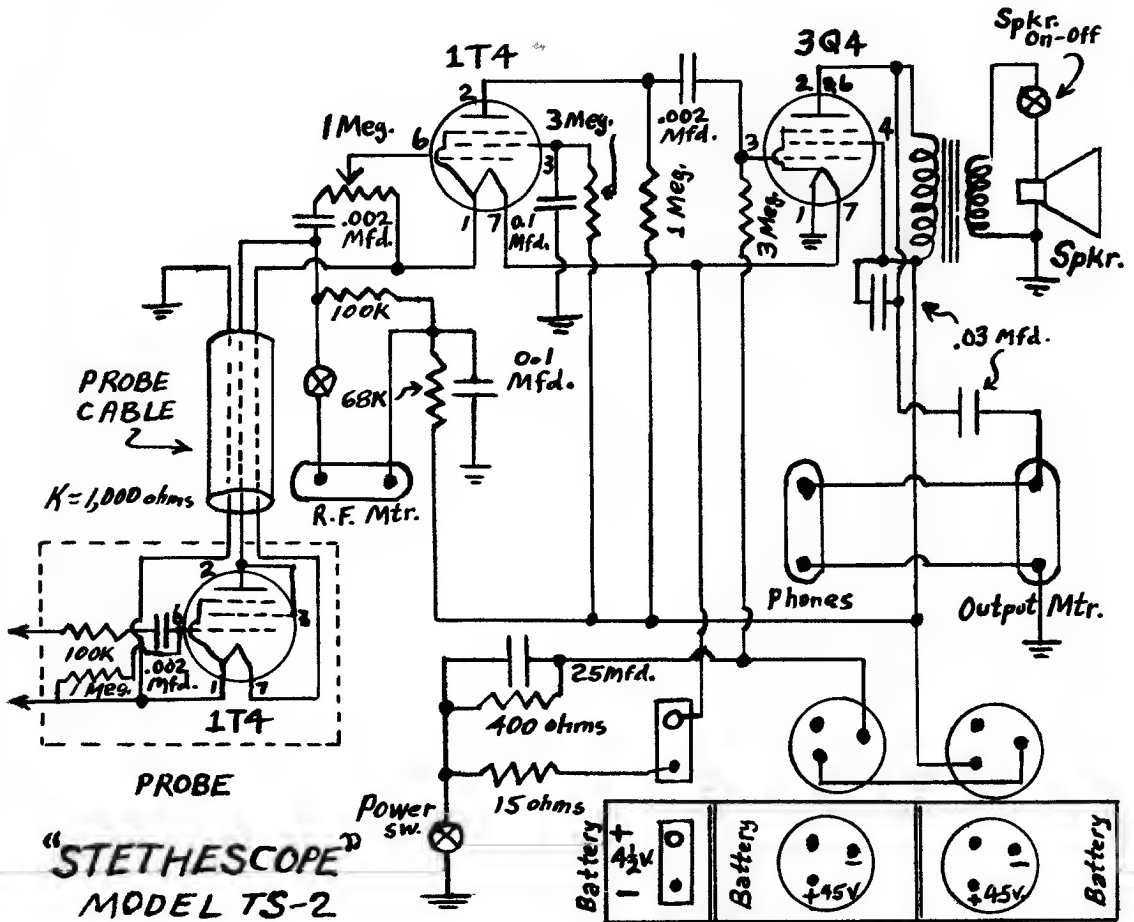 1T4
3Q4
Spkr.
On-Off
2
2 & 6
1 Meg.
6
3 Meg.
.002
Mfd.
3
4
3
.002
Mfd.
1
7
0.1
Mfd.
1 Meg.
3 Meg.
1
7
Spkr.
100K
.03 mfd.
PROBE
CABLE
68K
0.1
Mfd.
K=1,000 ohms
R.F. Mtr.
2
6
3
100K
1 Meg.
.002
Mfd.
1
7
1T4
Phones
Output Mtr.
25Mfd.
400 ohms
PROBE
15 ohms
Power
sw.
Battery
+
4½V.
-
Battery
-
+45V
-
+45V
Battery
"STETHESCOPE"
MODEL TS-2